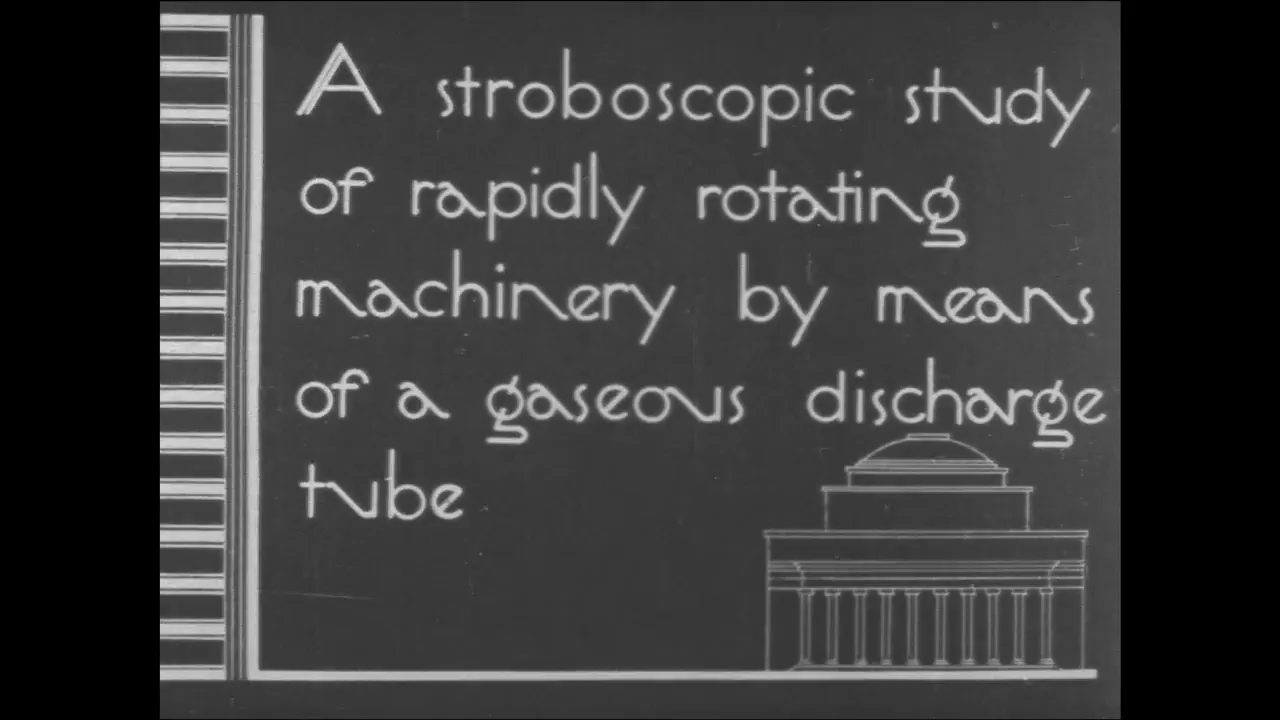 A stroboscopic study
of rapidly rotating
machinery by means
of a gaseous discharge
tube